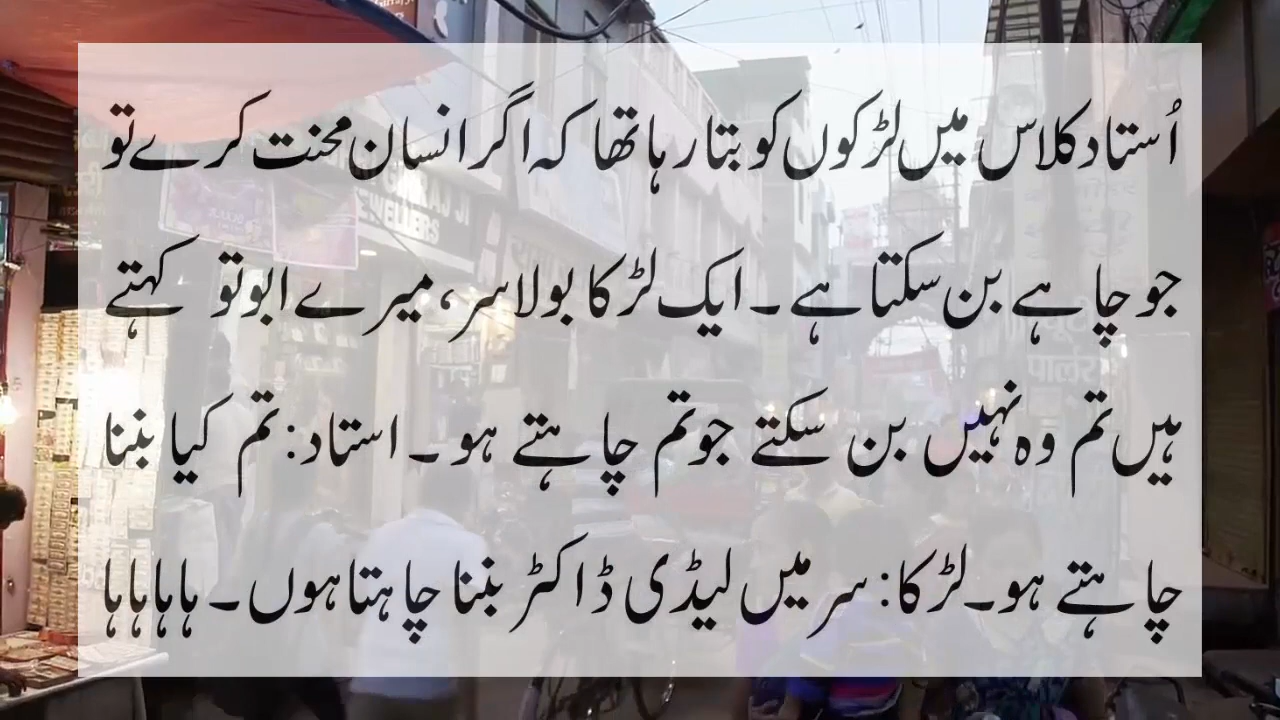 اُستاد کلاس میں لڑکوں کو بتا رہا تھا کہ اگر انسان محنت کرے تو
جو چاہے بن سکتا ہے ۔ ایک لڑکا بولا سر، میرے ابو تو کہتے
ہیں تم وہ نہیں بن سکتے جو تم چاہتے ہو ۔ استاد: تم کیا بننا
چاہتے ہو۔ لڑکا: سر میں لیڈی ڈاکٹر بننا چاہتا ہوں ۔ ہاہاہاہا